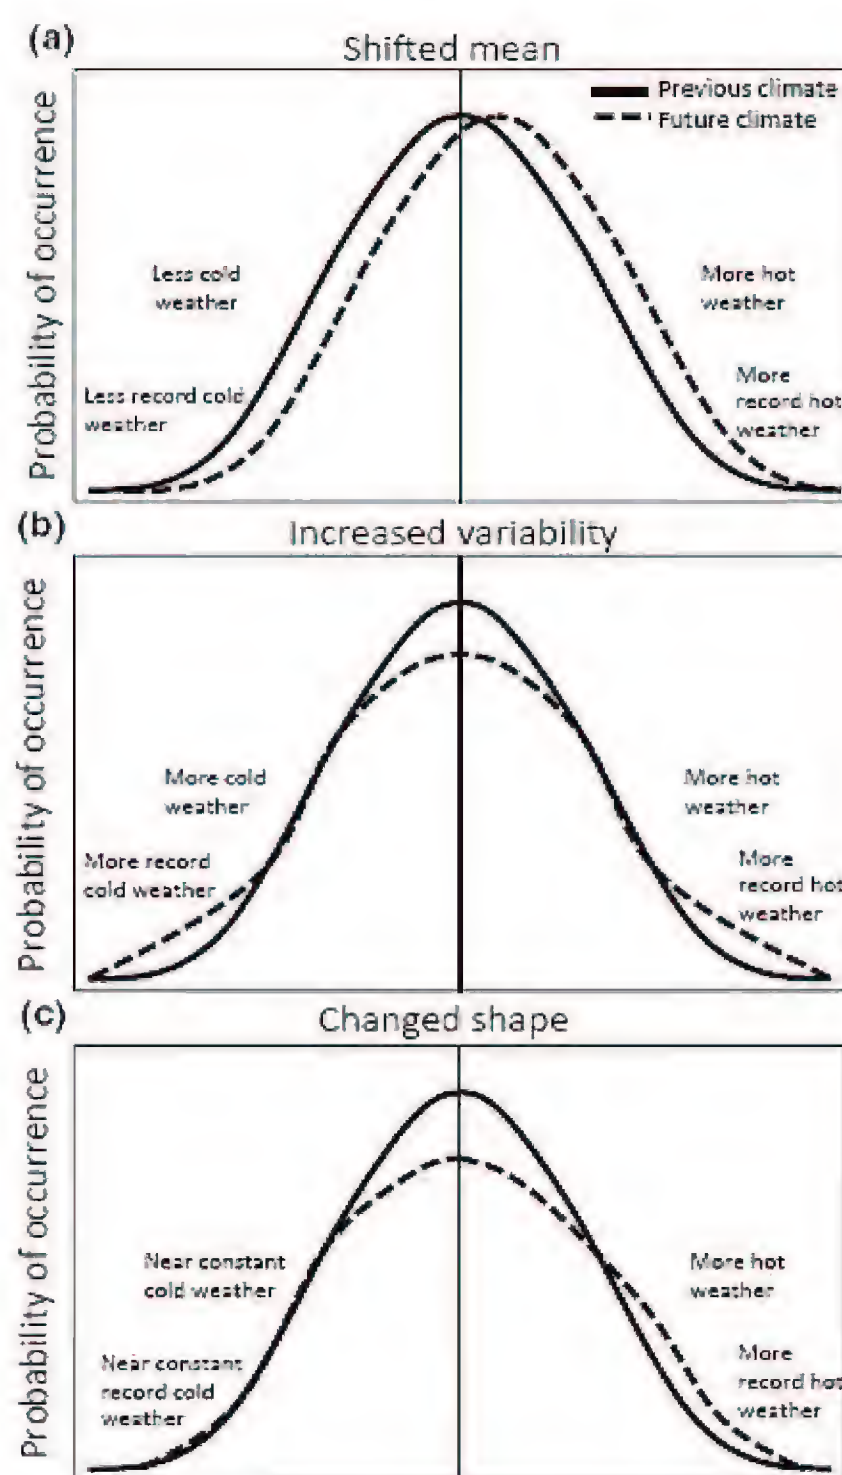 (a)
Shifted mean
Previous climate
Future climate
Probability of occurrence
Less cold
weather
More hot
weather
Less record cold
weather
More
record hot
weather
(b)
Increased variability
Probability of occurrence
More cold
weather
More hot
weather
More record
cold weather
More
record hot
weather
(c)
Changed shape
Probability of occurrence
Near constant
cold weather
More hot
weather
Near constant
record cold
weather
More
record hot
weather